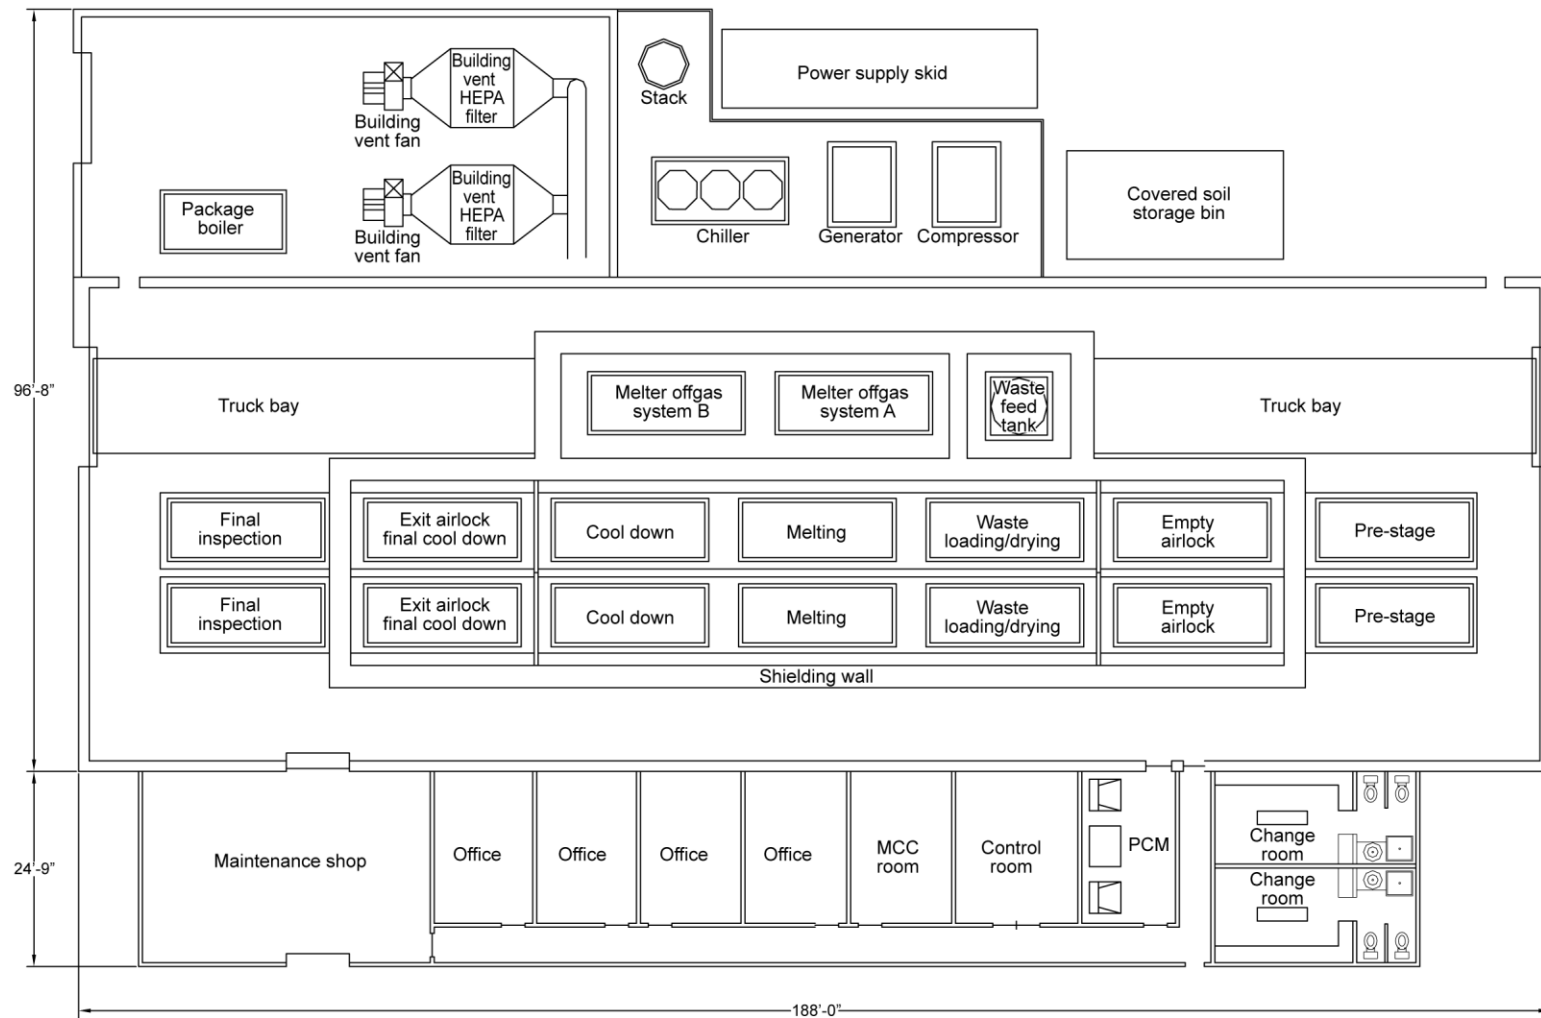 Building
vent
HEPA
filter
Building
vent fan
Stack
Power supply skid
Package
boiler
Building
vent
HEPA
filter
Building
vent fan
Chiller
Generator
Compressor
Covered soil
storage bin
96'-8"
Truck bay
Melter offgas
system B
Melter offgas
system A
Waste
feed
tank
Truck bay
Final
inspection
Exit airlock
final cool down
Cool down
Melting
Waste
loading/drying
Empty
airlock
Pre-stage
Final
inspection
Exit airlock
final cool down
Cool down
Melting
Waste
loading/drying
Empty
airlock
Pre-stage
Shielding wall
24'-9"
Maintenance shop
Office
Office
Office
Office
MCC
room
Control
room
PCM
Change
room
Change
room
188'-0"